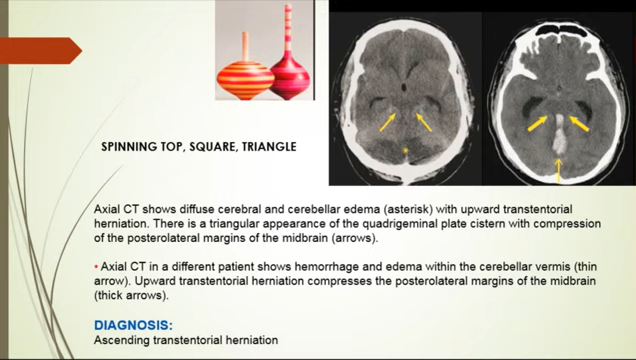 SPINNING TOP, SQUARE, TRIANGLE
Axial CT shows diffuse cerebral and cerebellar edema (asterisk) with upward transtentorial
herniation. There is a triangular appearance of the quadrigeminal plate cistern with compression
of the posterolateral margins of the midbrain (arrows).
• Axial CT in a different patient shows hemorrhage and edema within the cerebellar vermis (thin
arrow). Upward transtentorial herniation compresses the posterolateral margins of the midbrain
(thick arrows).
DIAGNOSIS:
Ascending transtentorial herniation